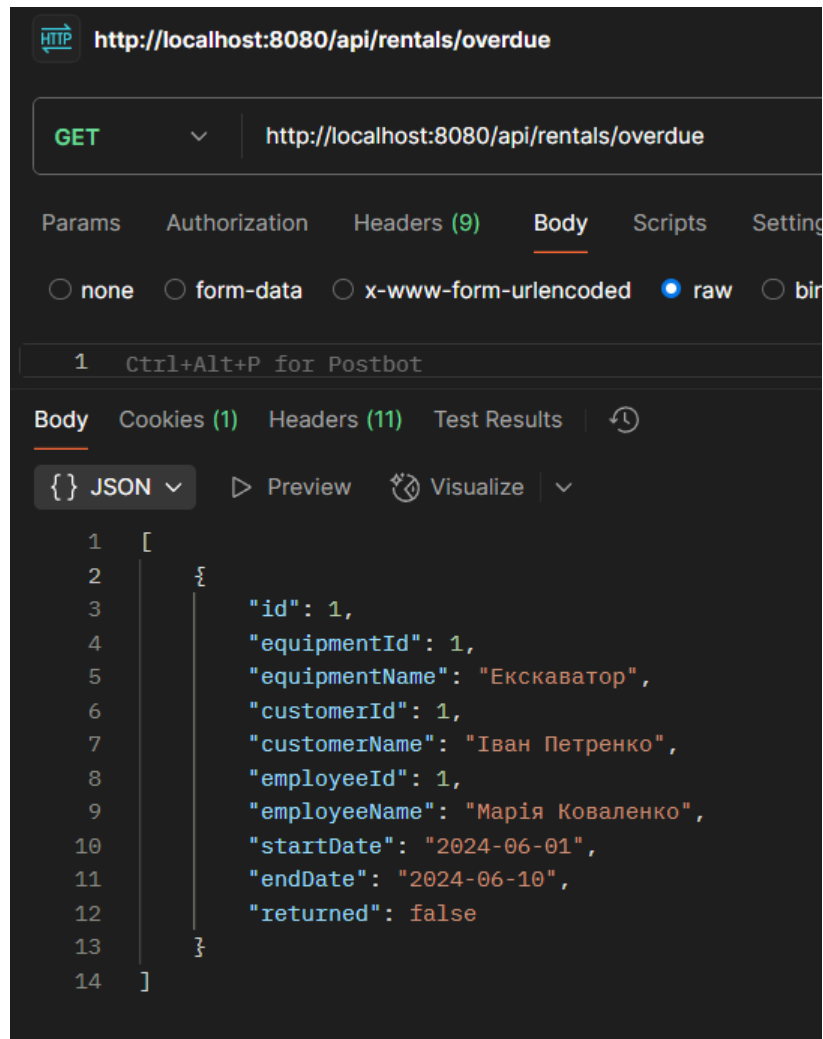 HTTP http://localhost:8080/api/rentals/overdue
GET http://localhost:8080/api/rentals/overdue
Params Authorization Headers (9) Body Scripts Setting
none form-data x-www-form-urlencoded raw bin
1 Ctrl+Alt+P for Postbot
Body Cookies (1) Headers (11) Test Results
{} JSON Preview Visualize
1 [
2 {
3 "id": 1,
4 "equipmentId": 1,
5 "equipmentName": "Екскаватор",
6 "customerId": 1,
7 "customerName": "Іван Петренко",
8 "employeeId": 1,
9 "employeeName": "Марія Коваленко",
10 "startDate": "2024-06-01",
11 "endDate": "2024-06-10",
12 "returned": false
13 }
14 ]